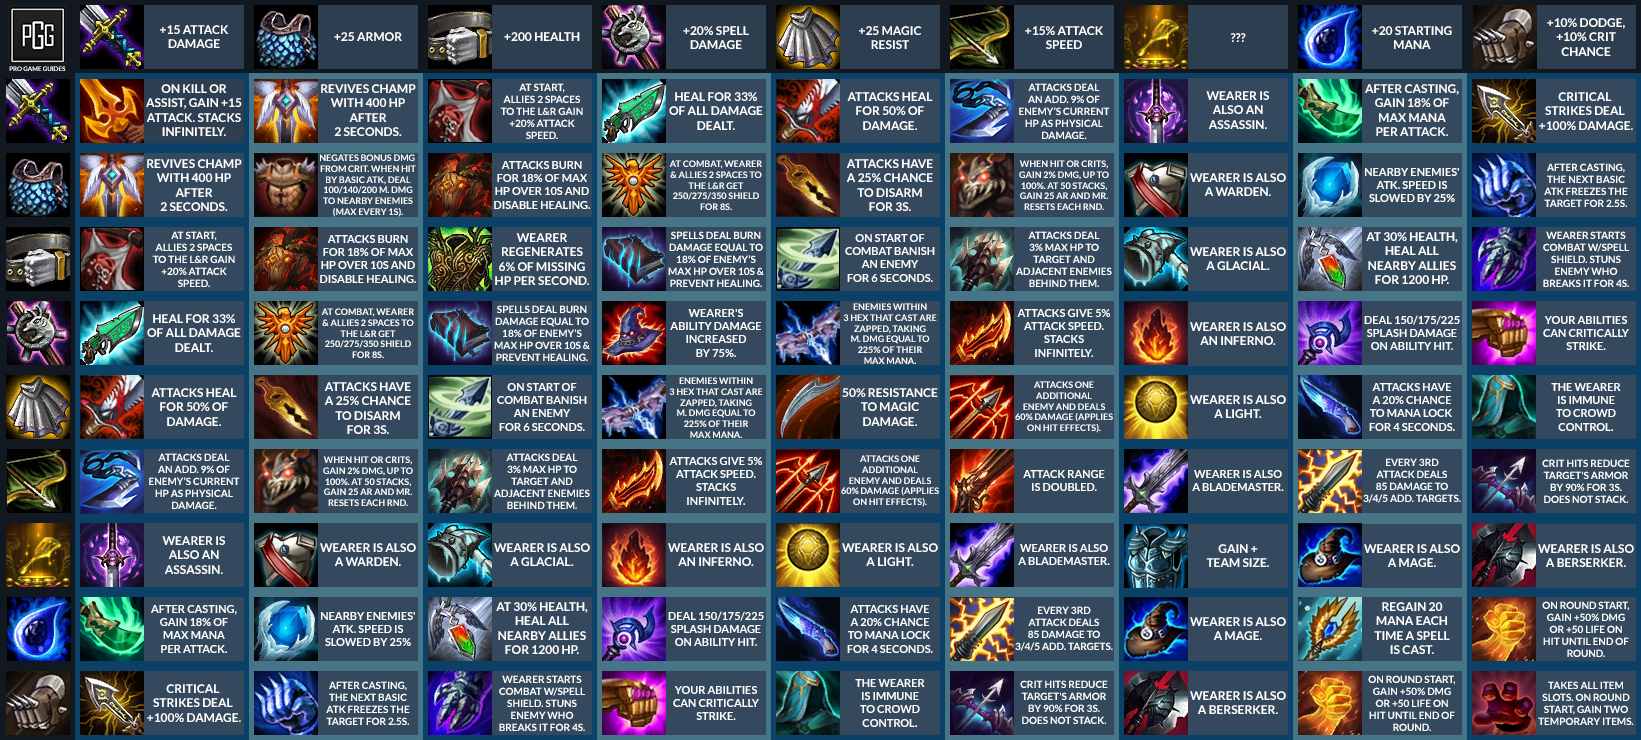 PGG
PRO GAME GUIDES
+15 ATTACK
DAMAGE
+25 ARMOR
+200 HEALTH
+20% SPELL
DAMAGE
+25 MAGIC
RESIST
+15% ATTACK
SPEED
???
+20 STARTING
MANA
+10% DODGE,
+10% CRIT
CHANCE
ON KILL OR
ASSIST, GAIN +15
ATTACK. STACKS
INFINITELY.
REVIVES CHAMP
WITH 400 HP
AFTER
2 SECONDS.
AT START,
ALLIES 2 SPACES
TO THE L&R GAIN
+20% ATTACK
SPEED.
HEAL FOR 33%
OF ALL DAMAGE
DEALT.
ATTACKS HEAL
FOR 50% OF
DAMAGE.
ATTACKS DEAL
AN ADD. 9% OF
ENEMY'S CURRENT
HP AS PHYSICAL
DAMAGE.
WEARER IS
ALSO AN
ASSASSIN.
AFTER CASTING,
GAIN 18% OF
MAX MANA
PER ATTACK.
CRITICAL
STRIKES DEAL
+100% DAMAGE.
REVIVES CHAMP
WITH 400 HP
AFTER
2 SECONDS.
NEGATES BONUS DMG
FROM CRIT. WHEN HIT
BY BASIC ATK, DEAL
100/140/200 M. DMG
TO NEARBY ENEMIES
(MAX EVERY 1S).
ATTACKS BURN
FOR 18% OF MAX
HP OVER 10S AND
DISABLE HEALING.
AT COMBAT, WEARER
& ALLIES 2 SPACES TO
THE L&R GET
250/275/350 SHIELD
FOR 8S.
ATTACKS HAVE
A 25% CHANCE
TO DISARM
FOR 3S.
WHEN HIT OR CRITS,
GAIN 2% DMG, UP TO
100%. AT 50 STACKS,
GAIN 25 AR AND MR.
RESETS EACH RND.
WEARER IS ALSO
A WARDEN.
NEARBY ENEMIES'
ATK. SPEED IS
SLOWED BY 25%
AFTER CASTING,
THE NEXT BASIC
ATK FREEZES THE
TARGET FOR 2.5S.
AT START,
ALLIES 2 SPACES
TO THE L&R GAIN
+20% ATTACK
SPEED.
ATTACKS BURN
FOR 18% OF MAX
HP OVER 10S AND
DISABLE HEALING.
WEARER
REGENERATES
6% OF MISSING
HP PER SECOND.
SPELLS DEAL BURN
DAMAGE EQUAL TO
18% OF ENEMY'S
MAX HP OVER 10S &
PREVENT HEALING.
ON START OF
COMBAT BANISH
AN ENEMY
FOR 6 SECONDS.
ATTACKS DEAL
3% MAX HP TO
TARGET AND
ADJACENT ENEMIES
BEHIND THEM.
WEARER IS ALSO
A GLACIAL.
AT 30% HEALTH,
HEAL ALL
NEARBY ALLIES
FOR 1200 HP.
WEARER STARTS
COMBAT W/SPELL
SHIELD. STUNS
ENEMY WHO
BREAKS IT FOR 4S.
HEAL FOR 33%
OF ALL DAMAGE
DEALT.
AT COMBAT, WEARER
& ALLIES 2 SPACES TO
THE L&R GET
250/275/350 SHIELD
FOR 8S.
SPELLS DEAL BURN
DAMAGE EQUAL TO
18% OF ENEMY'S
MAX HP OVER 10S &
PREVENT HEALING.
WEARER'S
ABILITY DAMAGE
INCREASED
BY 75%.
ENEMIES WITHIN
3 HEX THAT CAST ARE
ZAPPED, TAKING
M. DMG EQUAL TO
225% OF THEIR
MAX MANA.
ATTACKS GIVE 5%
ATTACK SPEED.
STACKS
INFINITELY.
WEARER IS ALSO
AN INFERNO.
DEAL 150/175/225
SPLASH DAMAGE
ON ABILITY HIT.
YOUR ABILITIES
CAN CRITICALLY
STRIKE.
ATTACKS HEAL
FOR 50% OF
DAMAGE.
ATTACKS HAVE
A 25% CHANCE
TO DISARM
FOR 3S.
ON START OF
COMBAT BANISH
AN ENEMY
FOR 6 SECONDS.
ENEMIES WITHIN
3 HEX THAT CAST ARE
ZAPPED, TAKING
M. DMG EQUAL TO
225% OF THEIR
MAX MANA.
50% RESISTANCE
TO MAGIC
DAMAGE.
ATTACKS ONE
ADDITIONAL
ENEMY AND DEALS
60% DAMAGE (APPLIES
ON HIT EFFECTS).
WEARER IS ALSO
A LIGHT.
ATTACKS HAVE
A 20% CHANCE
TO MANA LOCK
FOR 4 SECONDS.
THE WEARER
IS IMMUNE
TO CROWD
CONTROL.
ATTACKS DEAL
AN ADD. 9% OF
ENEMY'S CURRENT
HP AS PHYSICAL
DAMAGE.
WHEN HIT OR CRITS,
GAIN 2% DMG, UP TO
100%. AT 50 STACKS,
GAIN 25 AR AND MR.
RESETS EACH RND.
ATTACKS DEAL
3% MAX HP TO
TARGET AND
ADJACENT ENEMIES
BEHIND THEM.
ATTACKS GIVE 5%
ATTACK SPEED.
STACKS
INFINITELY.
ATTACKS ONE
ADDITIONAL
ENEMY AND DEALS
60% DAMAGE (APPLIES
ON HIT EFFECTS).
ATTACK RANGE
IS DOUBLED.
WEARER IS ALSO
A BLADEMASTER.
EVERY 3RD
ATTACK DEALS
85 DAMAGE TO
3/4/5 ADD. TARGETS.
CRIT HITS REDUCE
TARGET'S ARMOR
BY 90% FOR 3S.
DOES NOT STACK.
WEARER IS
ALSO AN
ASSASSIN.
WEARER IS ALSO
A WARDEN.
WEARER IS ALSO
A GLACIAL.
WEARER IS ALSO
AN INFERNO.
WEARER IS ALSO
A LIGHT.
WEARER IS ALSO
A BLADEMASTER.
GAIN +
TEAM SIZE.
WEARER IS ALSO
A MAGE.
WEARER IS ALSO
A BERSERKER.
AFTER CASTING,
GAIN 18% OF
MAX MANA
PER ATTACK.
NEARBY ENEMIES'
ATK. SPEED IS
SLOWED BY 25%
AT 30% HEALTH,
HEAL ALL
NEARBY ALLIES
FOR 1200 HP.
DEAL 150/175/225
SPLASH DAMAGE
ON ABILITY HIT.
ATTACKS HAVE
A 20% CHANCE
TO MANA LOCK
FOR 4 SECONDS.
EVERY 3RD
ATTACK DEALS
85 DAMAGE TO
3/4/5 ADD. TARGETS.
WEARER IS ALSO
A MAGE.
REGAIN 20
MANA EACH
TIME A SPELL
IS CAST.
ON ROUND START,
GAIN +50% DMG
OR +50 LIFE ON
HIT UNTIL END OF
ROUND.
CRITICAL
STRIKES DEAL
+100% DAMAGE.
AFTER CASTING,
THE NEXT BASIC
ATK FREEZES THE
TARGET FOR 2.5S.
WEARER STARTS
COMBAT W/SPELL
SHIELD. STUNS
ENEMY WHO
BREAKS IT FOR 4S.
YOUR ABILITIES
CAN CRITICALLY
STRIKE.
THE WEARER
IS IMMUNE
TO CROWD
CONTROL.
CRIT HITS REDUCE
TARGET'S ARMOR
BY 90% FOR 3S.
DOES NOT STACK.
WEARER IS ALSO
A BERSERKER.
ON ROUND START,
GAIN +50% DMG
OR +50 LIFE ON
HIT UNTIL END OF
ROUND.
TAKES ALL ITEM
SLOTS. ON ROUND
START, GAIN TWO
TEMPORARY ITEMS.